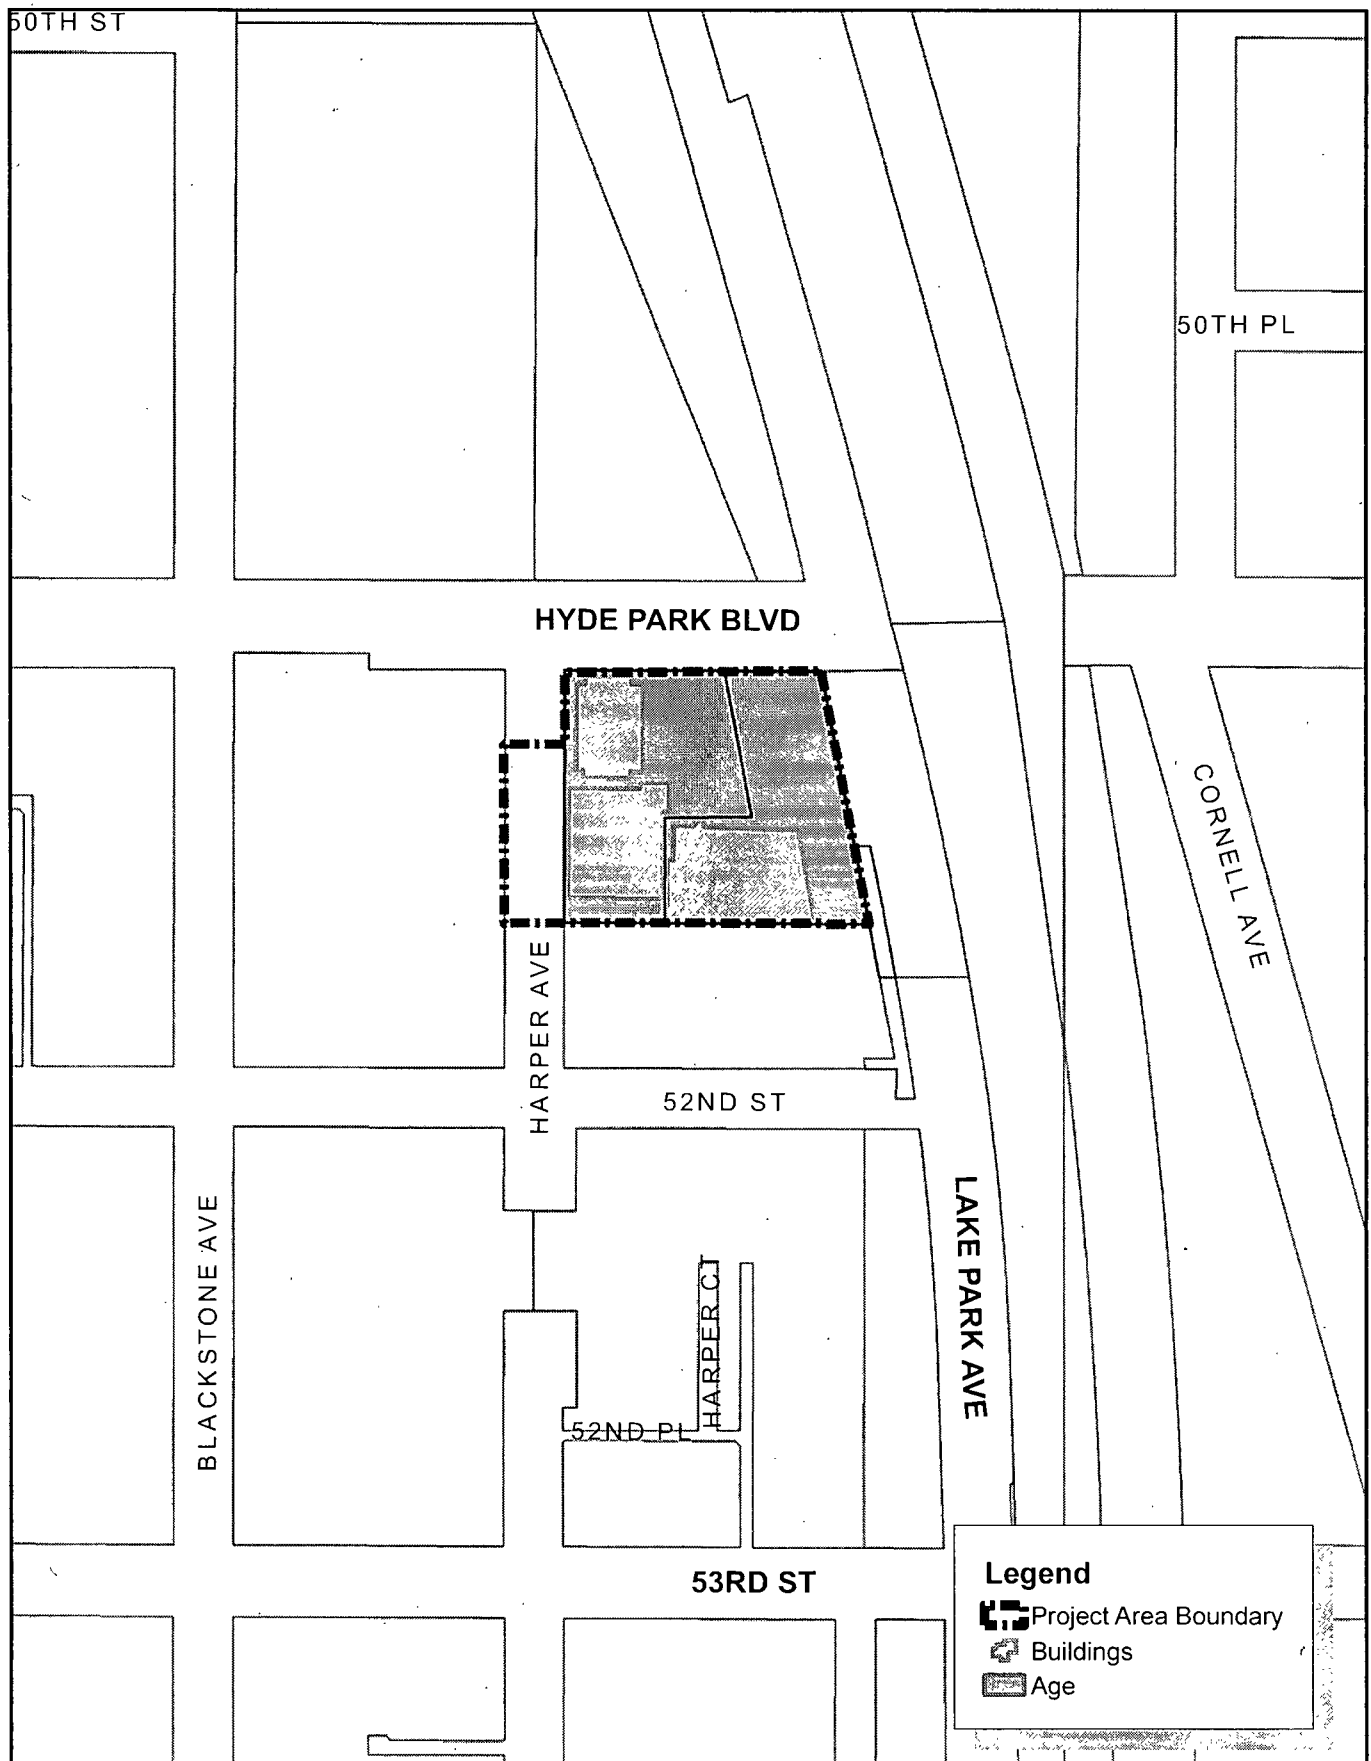 50TH ST
50TH PL
HYDE PARK BLVD
CORNELL AVE
HARPER AVE
52ND ST
BLACKSTONE AVE
LAKE PARK AVE
HARPER CT
52ND PL
53RD ST
Legend
Project Area Boundary
Buildings
Age